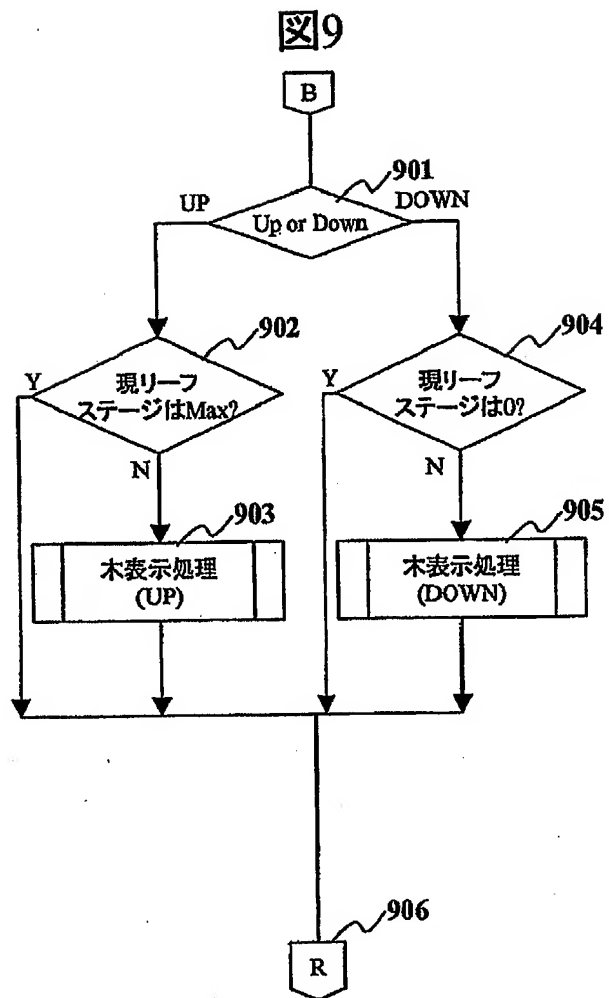 図9
B
901
UP
DOWN
Up or Down
902
904
Y
現リーフ
ステージはMax?
Y
現リーフ
ステージは0?
N
N
903
905
木表示処理
(UP)
木表示処理
(DOWN)
906
R